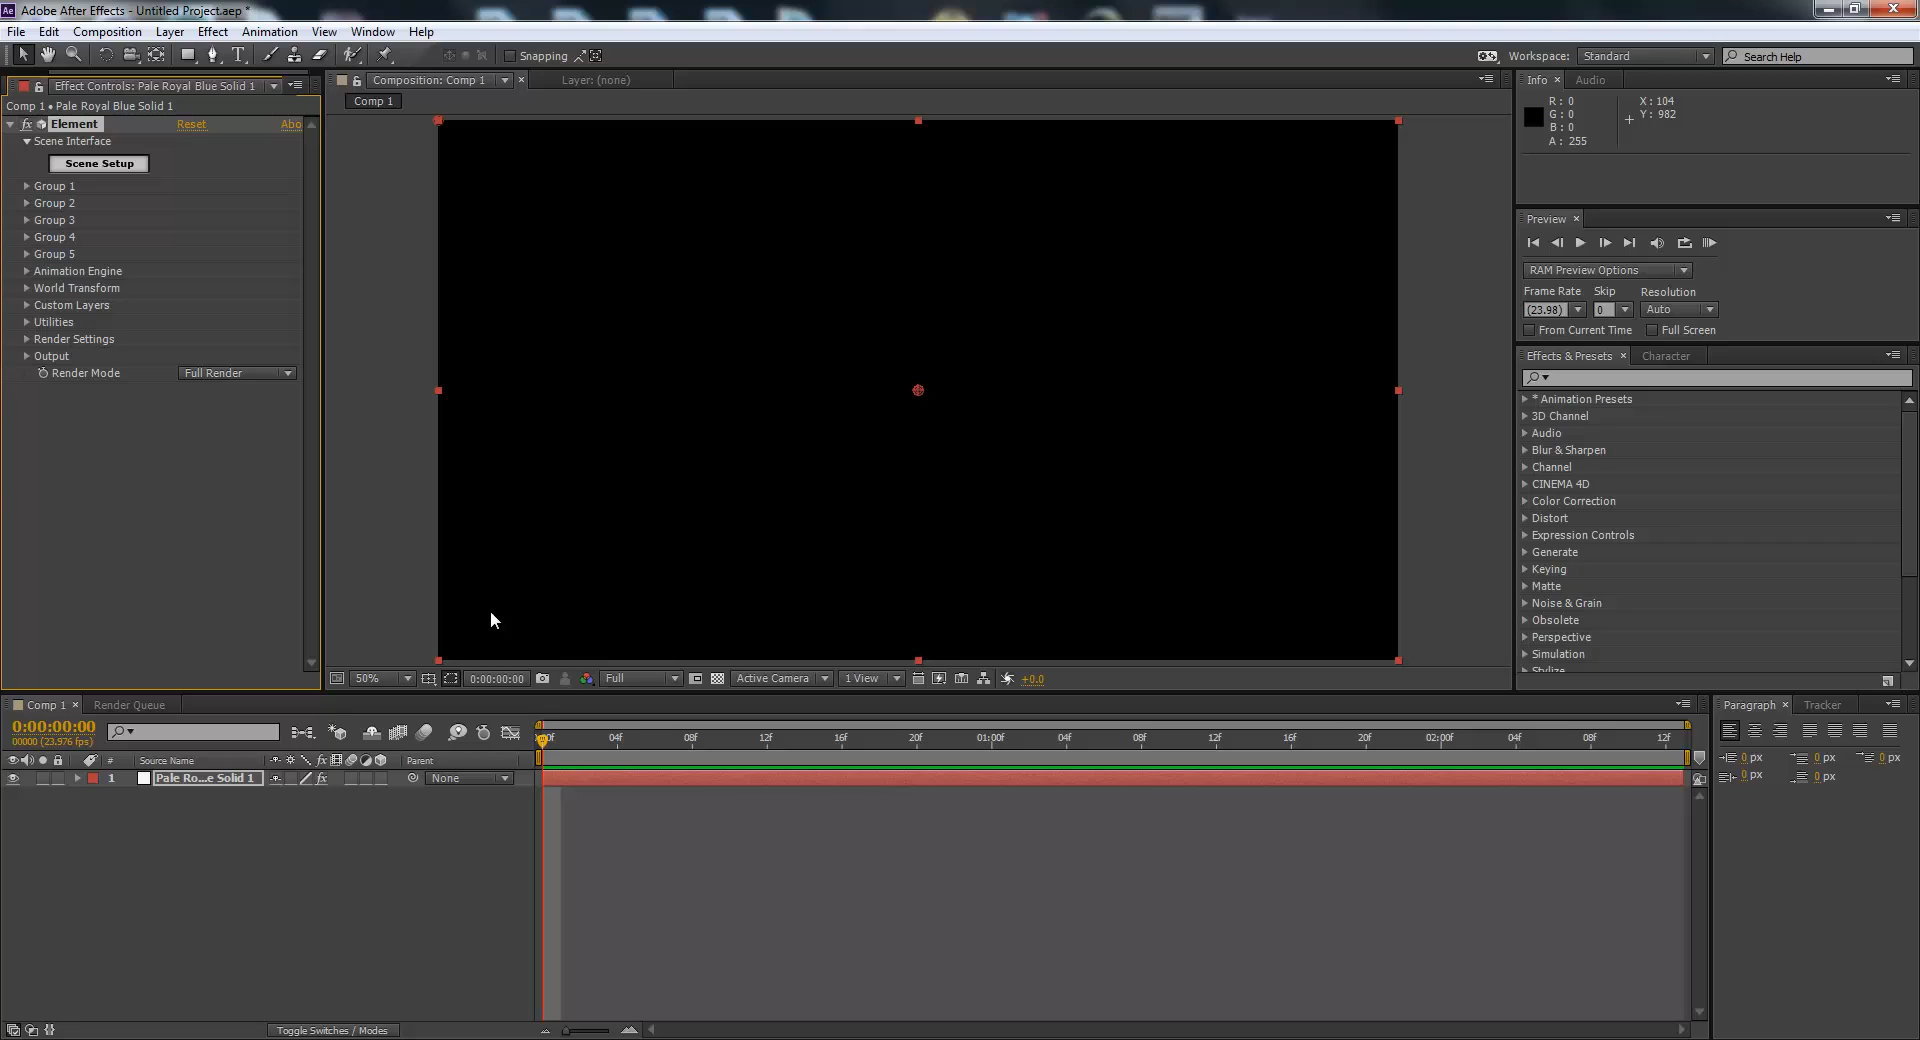 Ae Adobe After Effects - Untitled Project.aep *
File Edit Composition Layer Effect Animation View Window Help
T Snapping Workspace: Standard Search Help
Effect Controls: Pale Royal Blue Solid 1
Comp 1 • Pale Royal Blue Solid 1
fx Element Reset Abo
Scene Interface
Scene Setup
Group 1
Group 2
Group 3
Group 4
Group 5
Animation Engine
World Transform
Custom Layers
Utilities
Render Settings
Output
Render Mode Full Render
Composition: Comp 1 Layer: (none)
Comp 1
50% 0:00:00:00 Full Active Camera 1 View +0.0
Info Audio
R: 0 X: 104
G: 0 Y: 982
B: 0
A: 255
Preview
RAM Preview Options
Frame Rate Skip Resolution
(23.98) 0 Auto
From Current Time Full Screen
Effects & Presets Character
* Animation Presets
3D Channel
Audio
Blur & Sharpen
Channel
CINEMA 4D
Color Correction
Distort
Expression Controls
Generate
Keying
Matte
Noise & Grain
Obsolete
Perspective
Simulation
Stylize
Comp 1 Render Queue
0:00:00:00
00000 (23.976 fps)
04f 08f 12f 16f 20f 01:00f 04f 08f 12f 16f 20f 02:00f 04f 08f 12f
# Source Name fx Parent
1 Pale Ro...e Solid 1 fx None
Toggle Switches / Modes
Paragraph Tracker
0 px 0 px 0 px
0 px 0 px